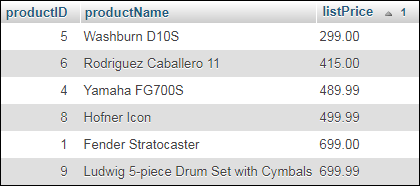 productID productName listPrice 1
5 Washburn D10S 299.00
6 Rodriguez Caballero 11 415.00
4 Yamaha FG700S 489.99
8 Hofner Icon 499.99
1 Fender Stratocaster 699.00
9 Ludwig 5-piece Drum Set with Cymbals 699.99